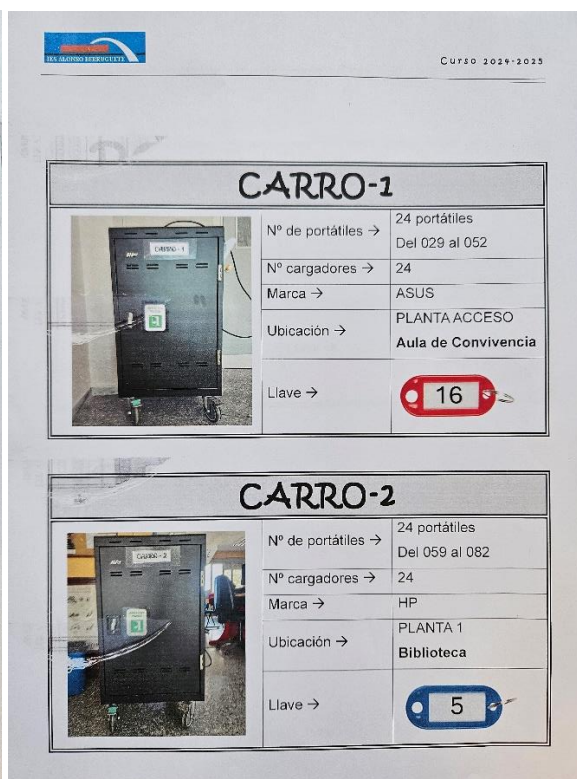 IES ALONSO BERRUGUETE
Curso 2024-2025
CARRO-1
CARRO - 1
Nº de portátiles →
24 portátiles
Del 029 al 052
Nº cargadores →
24
Marca →
ASUS
Ubicación →
PLANTA ACCESO
Aula de Convivencia
Llave →
16
CARRO-2
CARRO - 2
Nº de portátiles →
24 portátiles
Del 059 al 082
Nº cargadores →
24
Marca →
HP
Ubicación →
PLANTA 1
Biblioteca
Llave →
5